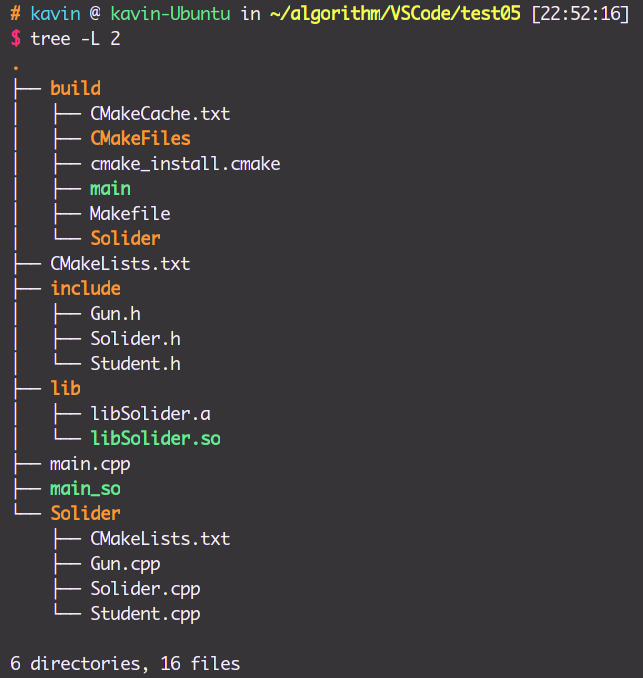 # kavin @ kavin-Ubuntu in ~/algorithm/VSCode/test05 [22:52:16]
$ tree -L 2
.
├── build
│   ├── CMakeCache.txt
│   ├── CMakeFiles
│   ├── cmake_install.cmake
│   ├── main
│   ├── Makefile
│   └── Solider
├── CMakeLists.txt
├── include
│   ├── Gun.h
│   ├── Solider.h
│   └── Student.h
├── lib
│   ├── libSolider.a
│   └── libSolider.so
├── main.cpp
├── main_so
└── Solider
    ├── CMakeLists.txt
    ├── Gun.cpp
    ├── Solider.cpp
    └── Student.cpp

6 directories, 16 files